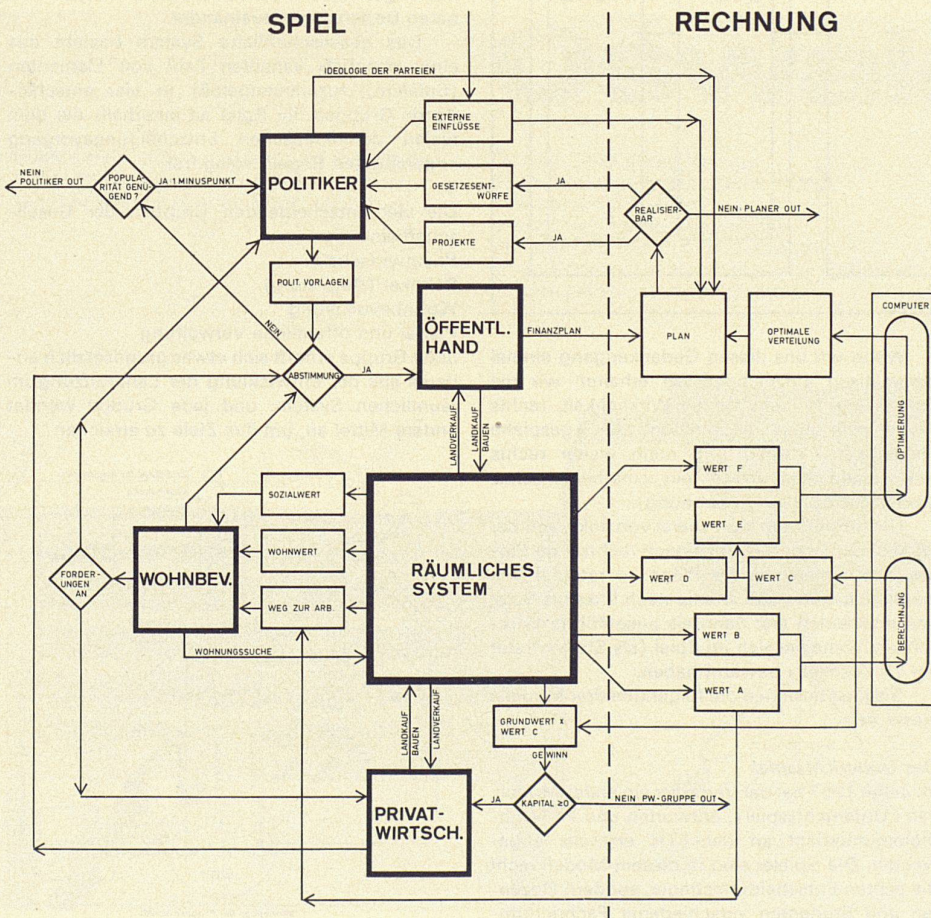 SPIEL
RECHNUNG
IDEOLOGIE DER PARTEIEN
EXTERNE
EINFLÜSSE
NEIN
POLITIKER OUT
POPULA-
RITÄT GENÜ-
GEND?
JA-1 MINUSPUNKT
POLITIKER
GESETZESENT-
WÜRFE
JA
REALISIER-
BAR
NEIN-PLANER OUT
PROJEKTE
JA
POLIT. VORLAGEN
NEIN
ABSTIMMUNG
JA
ÖFFENTL.
HAND
FINANZPLAN
PLAN
OPTIMALE
VERTEILUNG
COMPUTER
OPTIMIERUNG
LANDVERKAUF
LANDKAUF
BAUEN
SOZIALWERT
WOHNWERT
WEG ZUR ARB.
FORDER-
UNGEN
AN
WOHNBEV.
WOHNUNGSSUCHE
RÄUMLICHES
SYSTEM
WERT F
WERT E
WERT D
WERT C
WERT B
WERT A
BERECHNUNG
LANDKAUF
BAUEN
LANDVERKAUF
GRUNDWERT x
WERT C
GEWINN
PRIVAT-
WIRTSCH.
JA
KAPITAL ≥0
NEIN PW-GRUPPE OUT